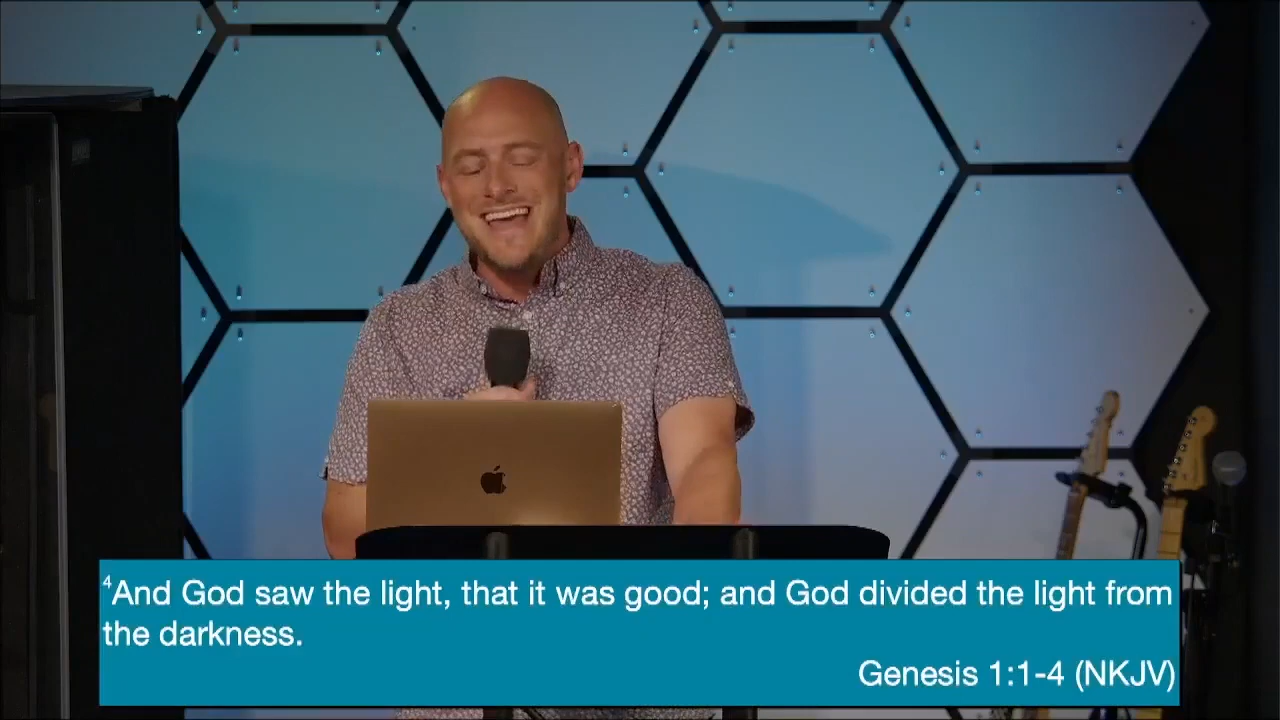 ⁴And God saw the light, that it was good; and God divided the light from
the darkness.
Genesis 1:1-4 (NKJV)